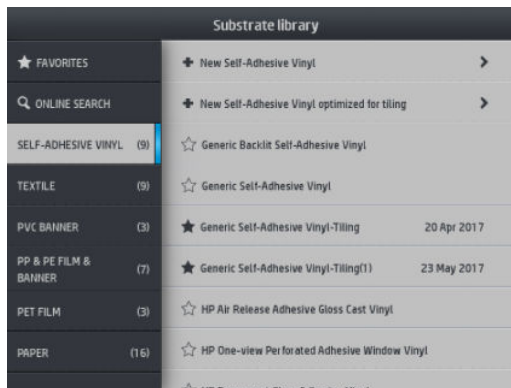 Substrate library
FAVORITES
ONLINE SEARCH
SELF-ADHESIVE VINYL (9)
TEXTILE (9)
PVC BANNER (3)
PP & PE FILM &
BANNER (7)
PET FILM (3)
PAPER (16)
New Self-Adhesive Vinyl
New Self-Adhesive Vinyl optimized for tiling
Generic Backlit Self-Adhesive Vinyl
Generic Self-Adhesive Vinyl
Generic Self-Adhesive Vinyl-Tiling 20 Apr 2017
Generic Self-Adhesive Vinyl-Tiling(1) 23 May 2017
HP Air Release Adhesive Gloss Cast Vinyl
HP One-view Perforated Adhesive Window Vinyl